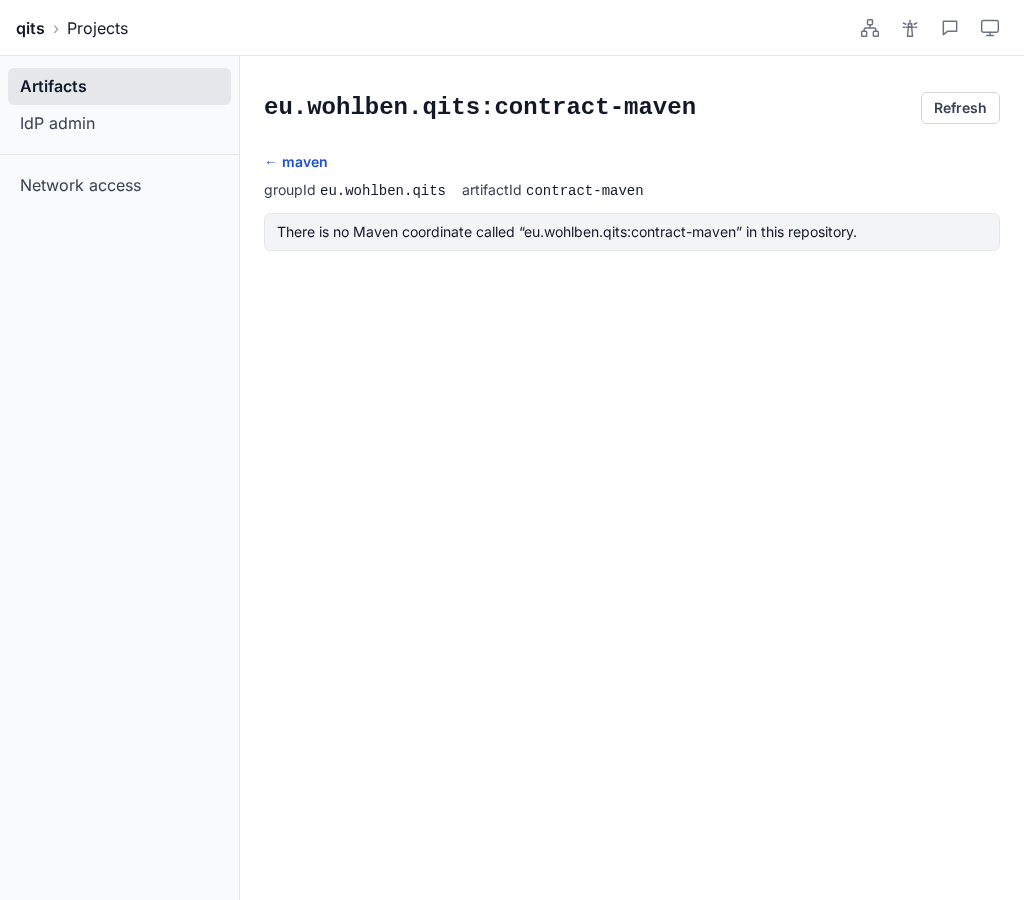 qits › Projects
Artifacts
IdP admin
Network access
eu.wohlben.qits:contract-maven
Refresh
← maven
groupId eu.wohlben.qits artifactId contract-maven
There is no Maven coordinate called “eu.wohlben.qits:contract-maven” in this repository.